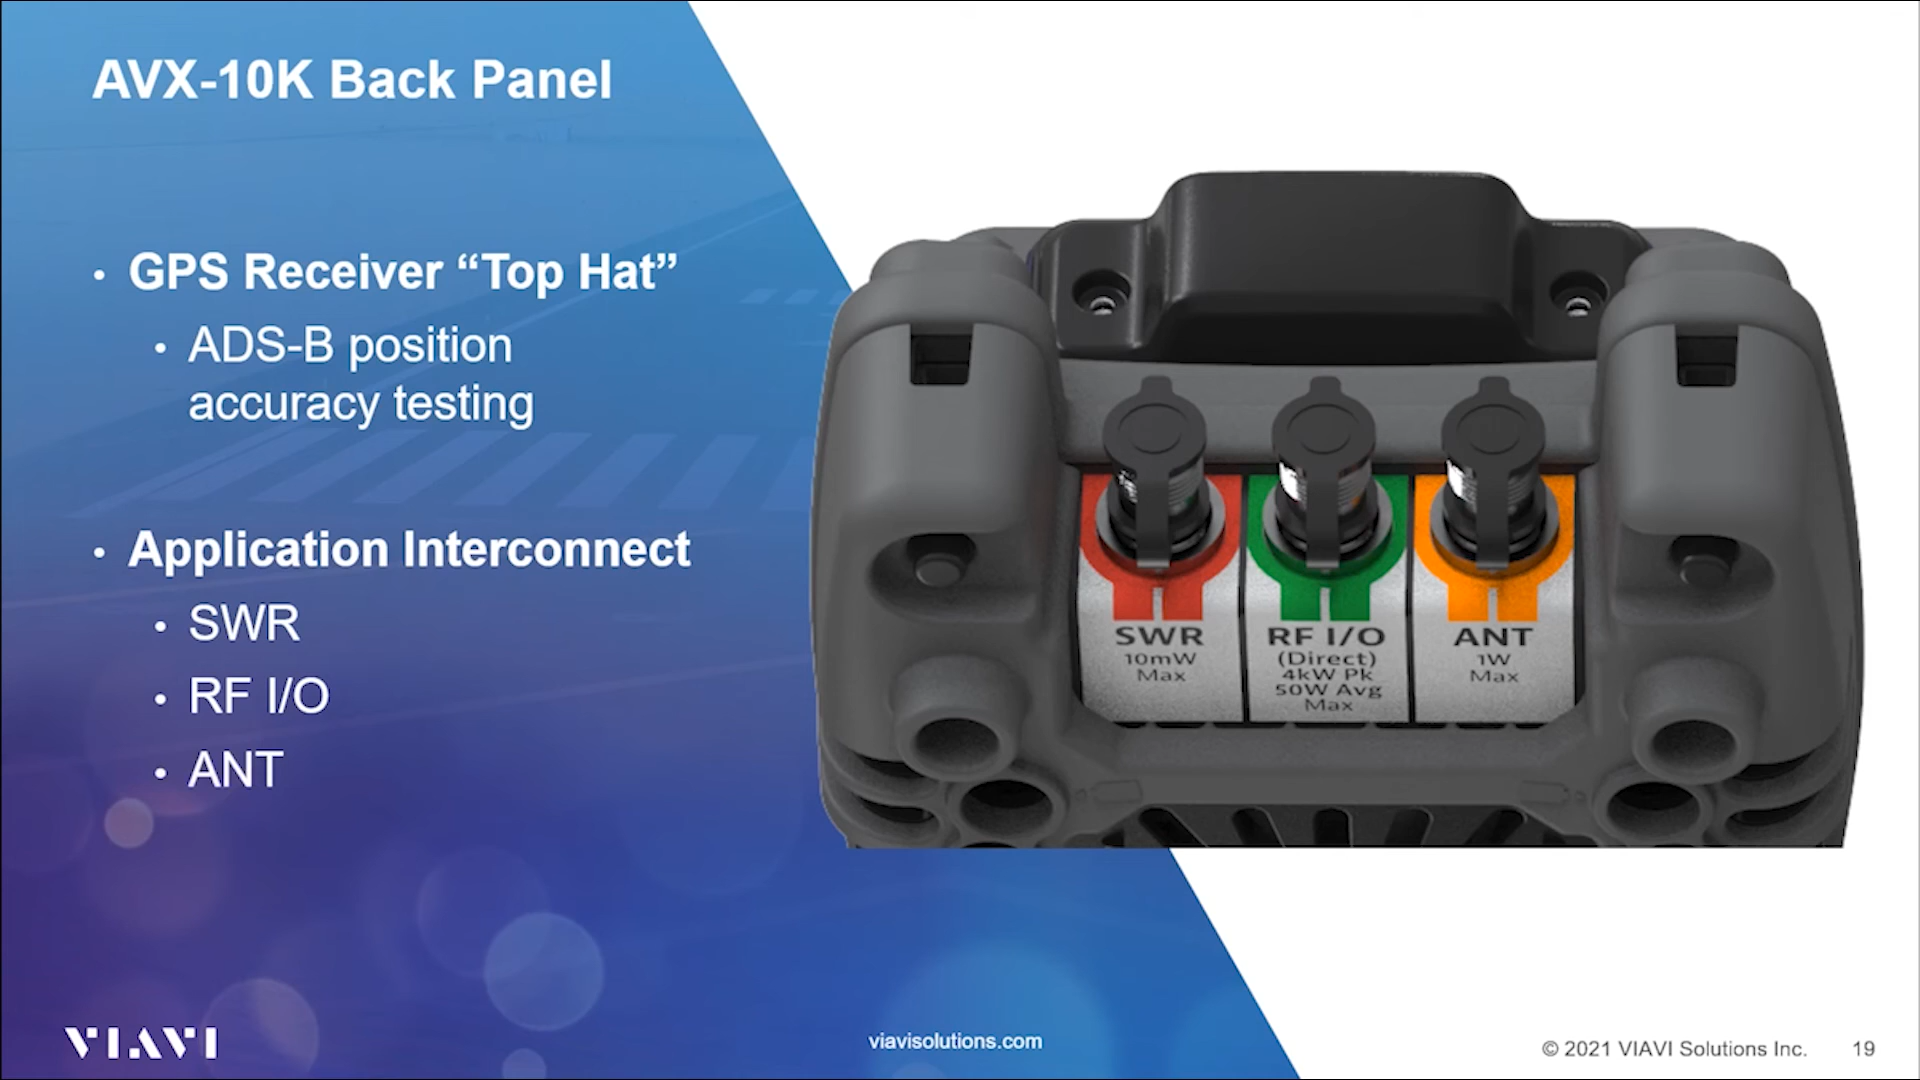 AVX-10K Back Panel
• GPS Receiver “Top Hat”
• ADS-B position
accuracy testing
• Application Interconnect
• SWR
• RF I/O
• ANT
SWR
10mW
Max
RF I/O
(Direct)
4kW Pk
50W Avg
Max
ANT
1W
Max
VIAVI
viavisolutions.com
© 2021 VIAVI Solutions Inc.
19